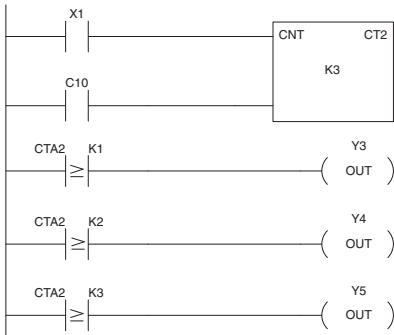 X1
CNT CT2
K3
C10
CTA2 ≥ K1 Y3
OUT
CTA2 ≥ K2 Y4
OUT
CTA2 ≥ K3 Y5
OUT